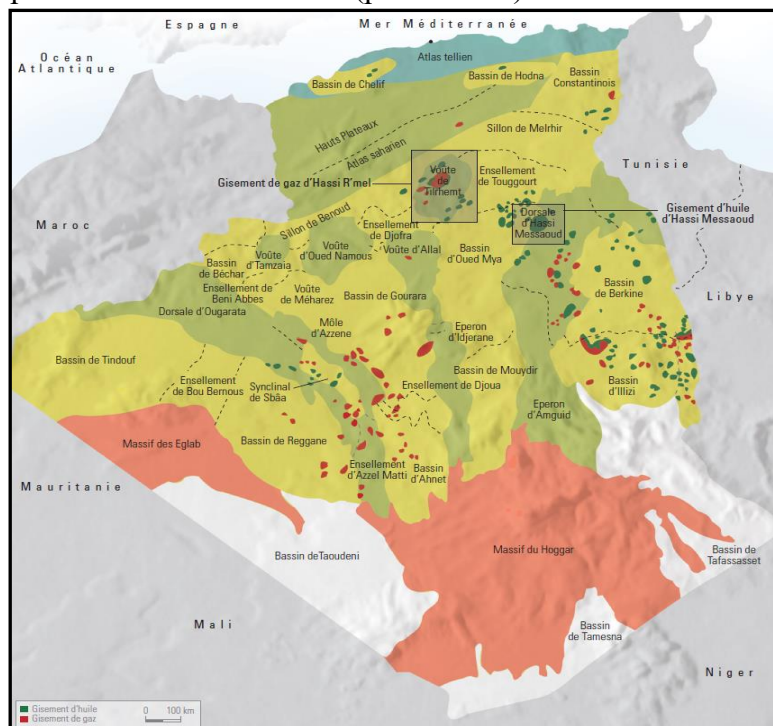 Espagne
Mer Méditerranée
Océan
Atlantique
Atlas tellien
Bassin de Chelif
Bassin de Hodna
Bassin
Constantinois
Hauts Plateaux
Atlas saharien
Sillon de Melrhir
Tunisie
Gisement de gaz d'Hassi R'mel
Voûte
de
Tilrhemt
Ensellement
de Touggourt
Gisement d'huile
d'Hassi Messaoud
Dorsale
d'Hassi
Messaoud
Maroc
Sillon de Benoud
Ensellement
de Djofra
Voûte
d'Oued Namous
Voûte d'Allal
Bassin
d'Oued Mya
Bassin
de Béchar
Voûte
de Tamzaia
Ensellement de
Beni Abbes
Voûte
de Méharez
Bassin de Gourara
Bassin
de Berkine
Libye
Dorsale d'Ougarata
Môle
d'Azzene
Eperon
d'Idjerane
Bassin de Tindouf
Ensellement
de Bou Bernous
Synclinal
de Sbâa
Ensellement de Djoua
Bassin de Mouydir
Bassin
d'Illizi
Eperon
d'Amguid
Massif des Eglab
Bassin de Reggane
Ensellement
d'Azzel Matti
Bassin
d'Ahnet
Mauritanie
Bassin de Taoudeni
Massif du Hoggar
Bassin de
Tafassasset
Mali
Bassin
de Tamesna
Niger
Gisement d'huile
Gisement de gaz
0 100 km